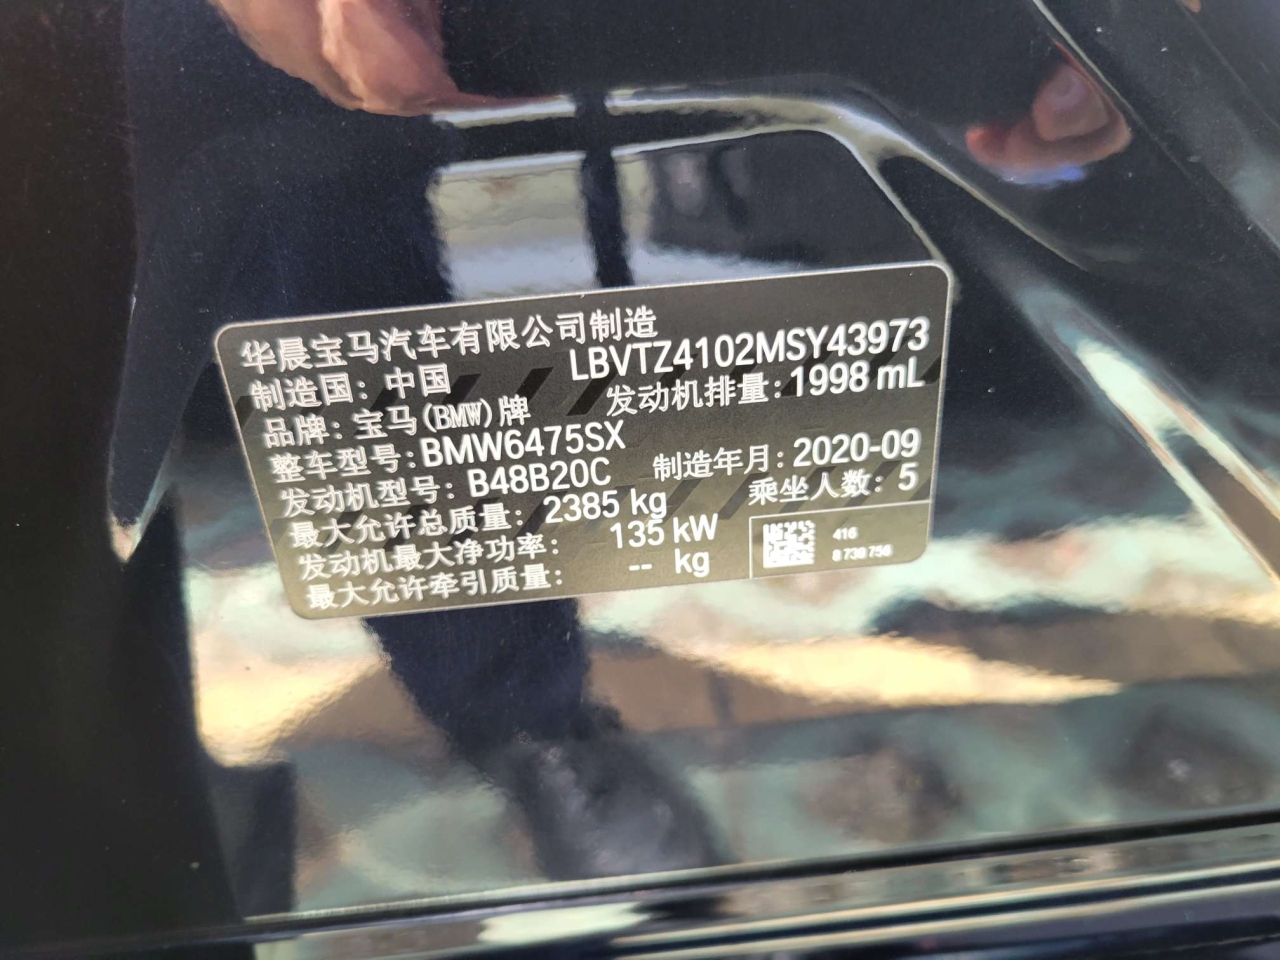 华晨宝马汽车有限公司制造
制造国：中国 LBVTZ4102MSY43973
品牌：宝马(BMW)牌 发动机排量：1998 mL
整车型号：BMW6475SX
发动机型号：B48B20C 制造年月：2020-09
最大允许总质量：2385 kg 乘坐人数：5
发动机最大净功率：135 kW
最大允许牵引质量：-- kg
416
8 738 756